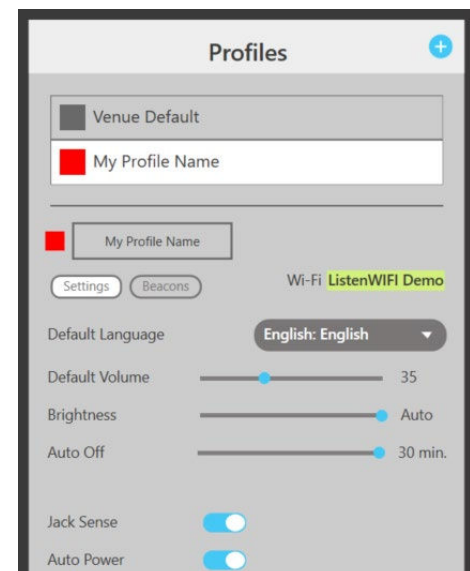 Profiles
Venue Default
My Profile Name
My Profile Name
Settings Beacons Wi-Fi ListenWIFI Demo
Default Language English: English
Default Volume 35
Brightness Auto
Auto Off 30 min.
Jack Sense
Auto Power